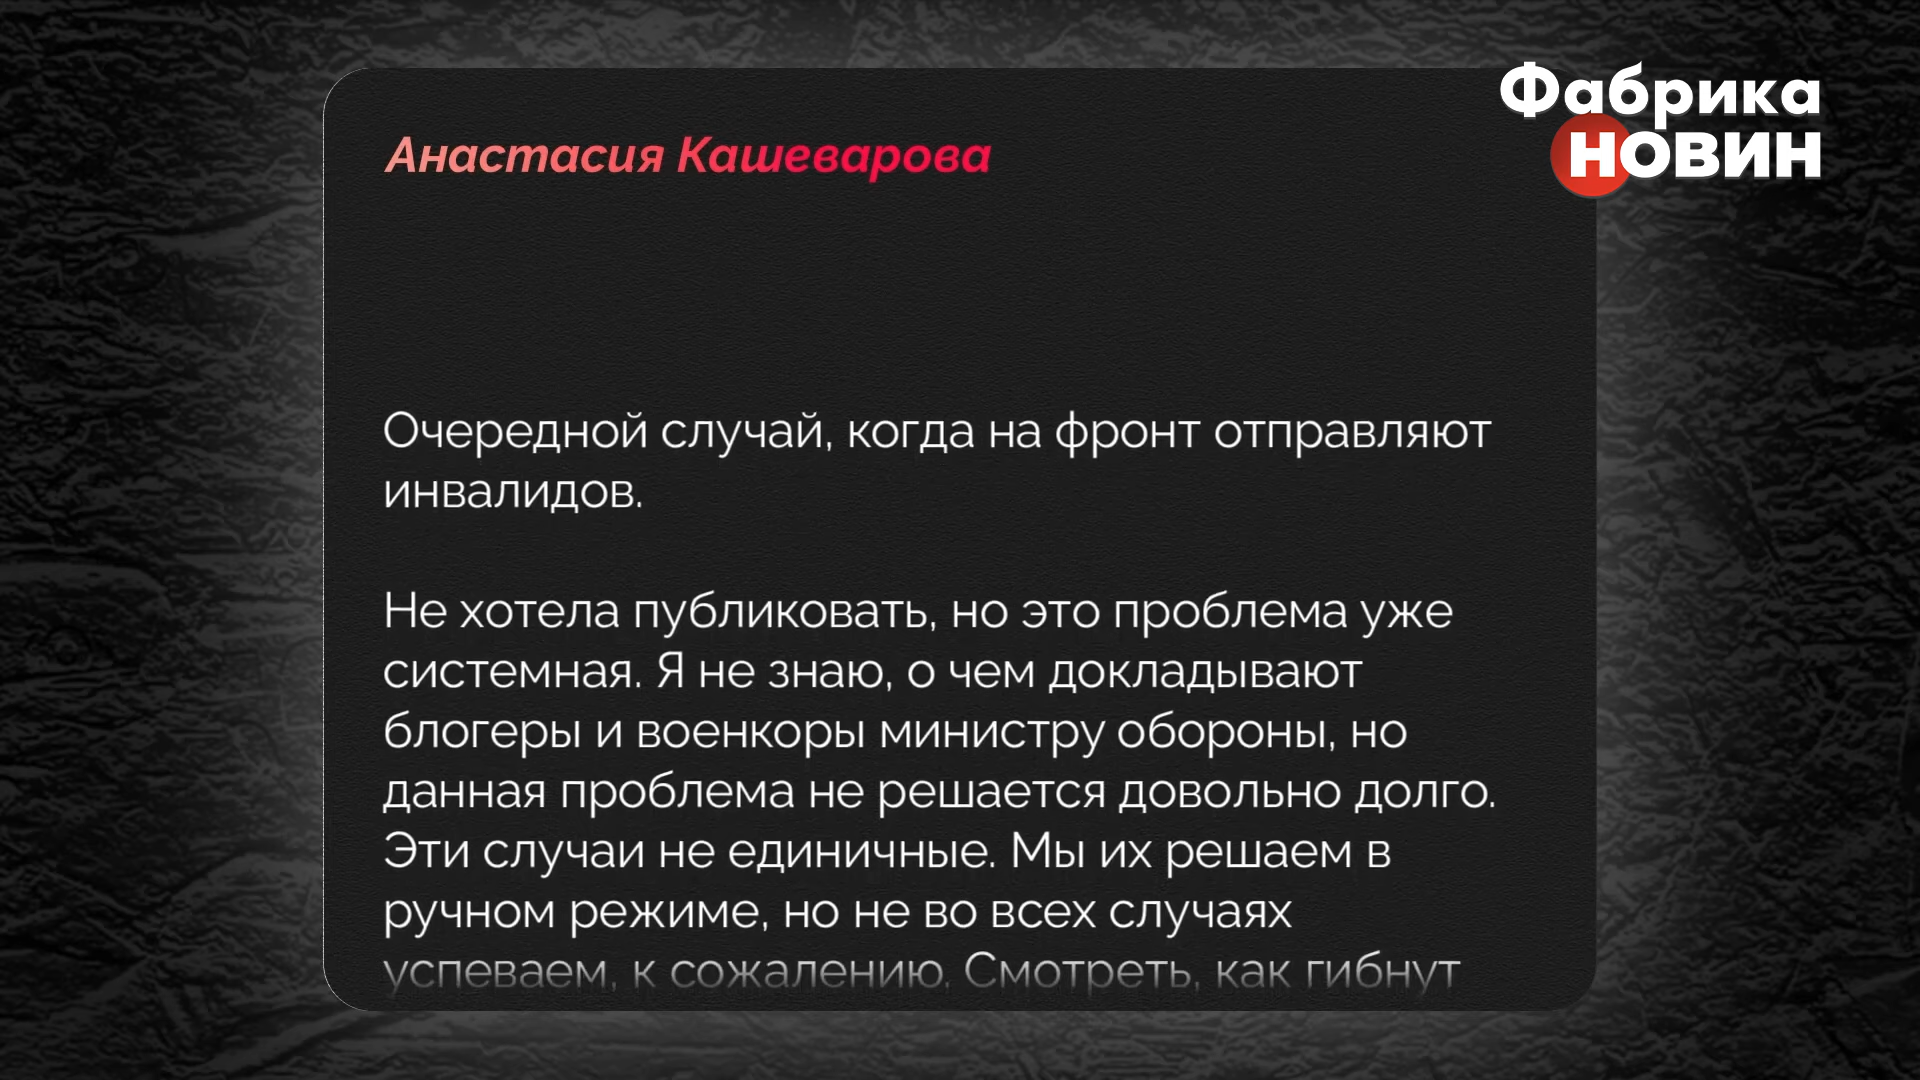 Фабрика
новин
Анастасия Кашеварова
Очередной случай, когда на фронт отправляют
инвалидов.
Не хотела публиковать, но это проблема уже
системная. Я не знаю, о чем докладывают
блогеры и военкоры министру обороны, но
данная проблема не решается довольно долго.
Эти случаи не единичные. Мы их решаем в
ручном режиме, но не во всех случаях
успеваем, к сожалению. Смотреть, как гибнут